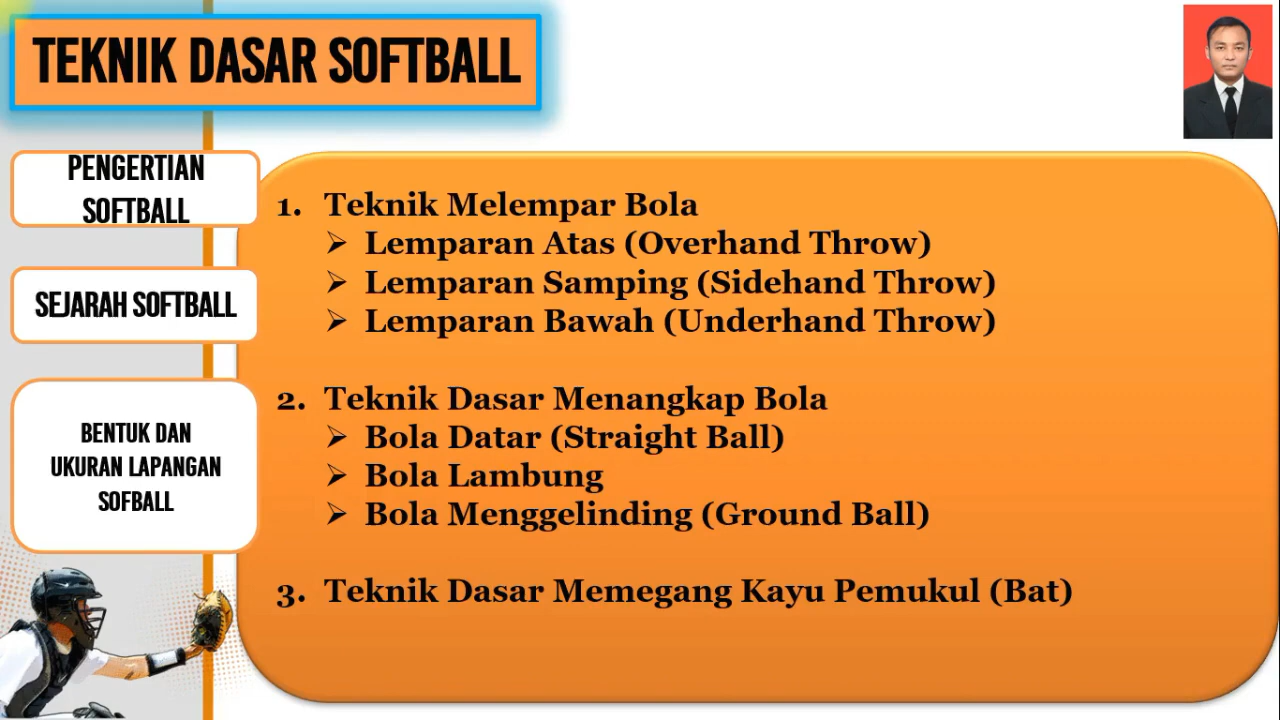 TEKNIK DASAR SOFTBALL
PENGERTIAN
SOFTBALL
SEJARAH SOFTBALL
BENTUK DAN
UKURAN LAPANGAN
SOFBALL
1. Teknik Melempar Bola
➢ Lemparan Atas (Overhand Throw)
➢ Lemparan Samping (Sidehand Throw)
➢ Lemparan Bawah (Underhand Throw)
2. Teknik Dasar Menangkap Bola
➢ Bola Datar (Straight Ball)
➢ Bola Lambung
➢ Bola Menggelinding (Ground Ball)
3. Teknik Dasar Memegang Kayu Pemukul (Bat)